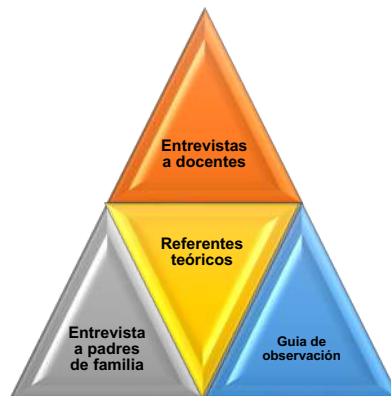 Entrevistas
a docentes
Referentes
teóricos
Entrevista
a padres
de familia
Guia de
observación